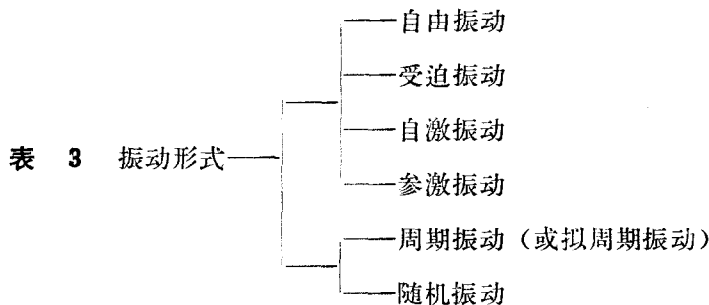 自由振动
受迫振动
自激振动
表 3 振动形式
参激振动
周期振动（或拟周期振动）
随机振动